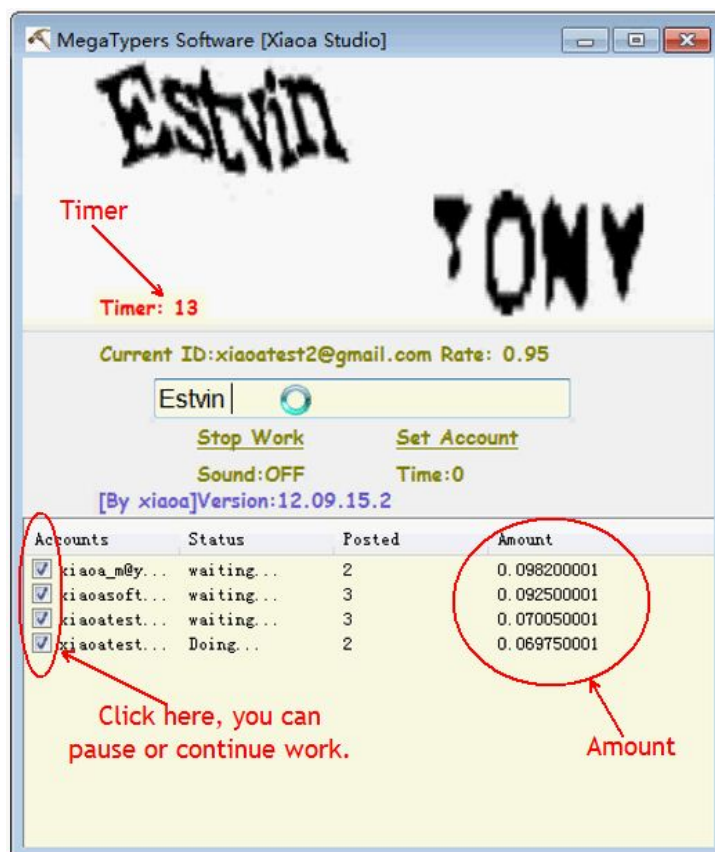 MegaTypers Software [Xiaoa Studio]
Estvin
TONY
Timer
Timer: 13
Current ID:xiaoatest2@gmail.com Rate: 0.95
Estvin
Stop Work Set Account
Sound:OFF Time:0
[By xiaoa]Version:12.09.15.2
Accounts Status Posted Amount
xiaoa_m@y... waiting... 2 0.098200001
xiaoasoft... waiting... 3 0.092500001
xiaoatest... waiting... 3 0.070050001
xiaoatest... Doing... 2 0.069750001
Click here, you can
pause or continue work.
Amount